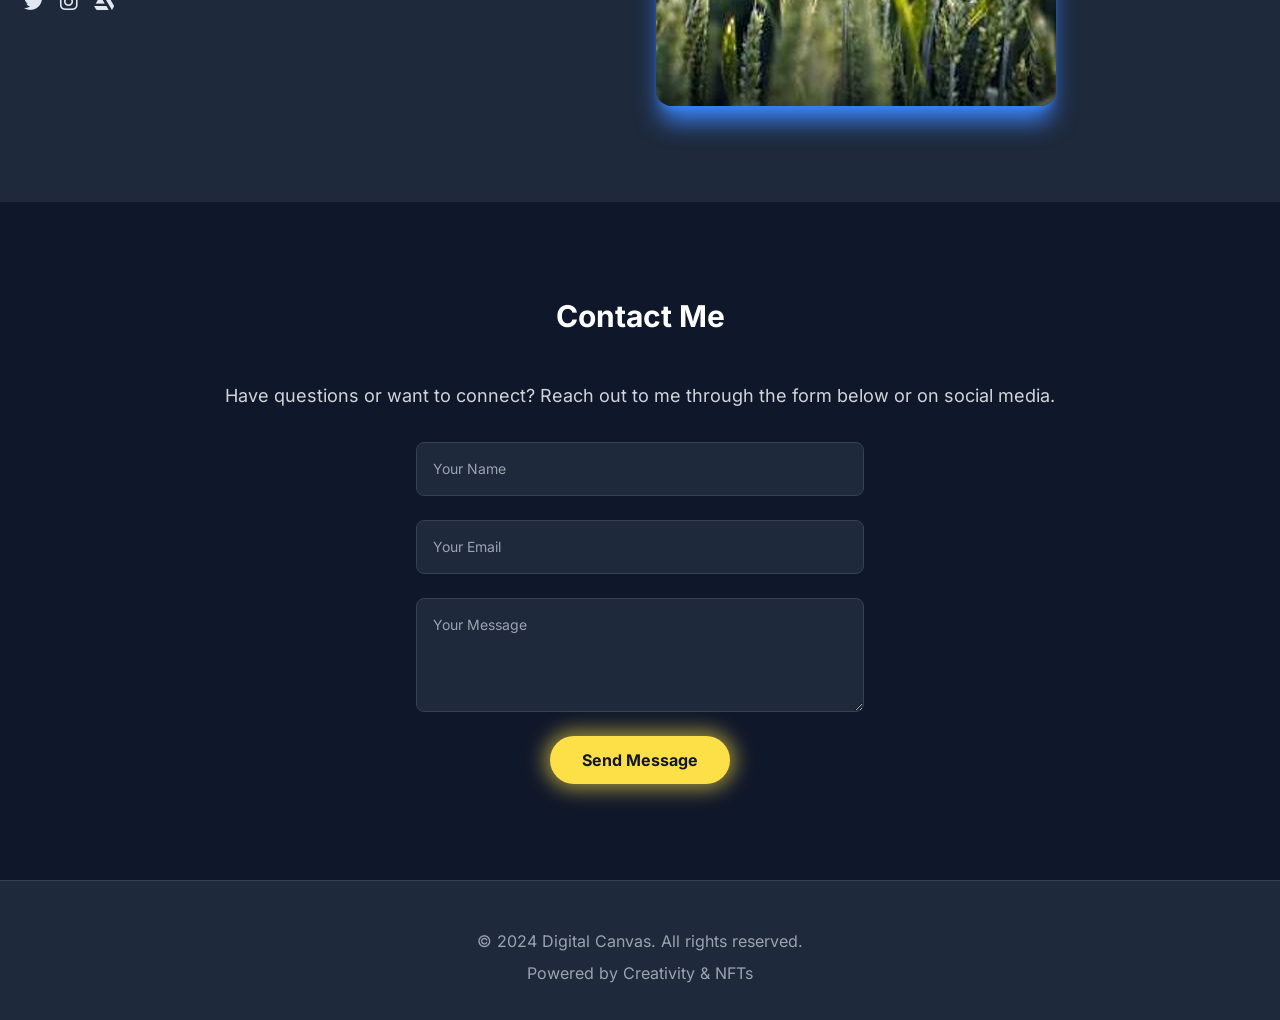 Contact Me
Have questions or want to connect? Reach out to me through the form below or on social media.
Your Name
Your Email
Your Message
Send Message
© 2024 Digital Canvas. All rights reserved.
Powered by Creativity & NFTs